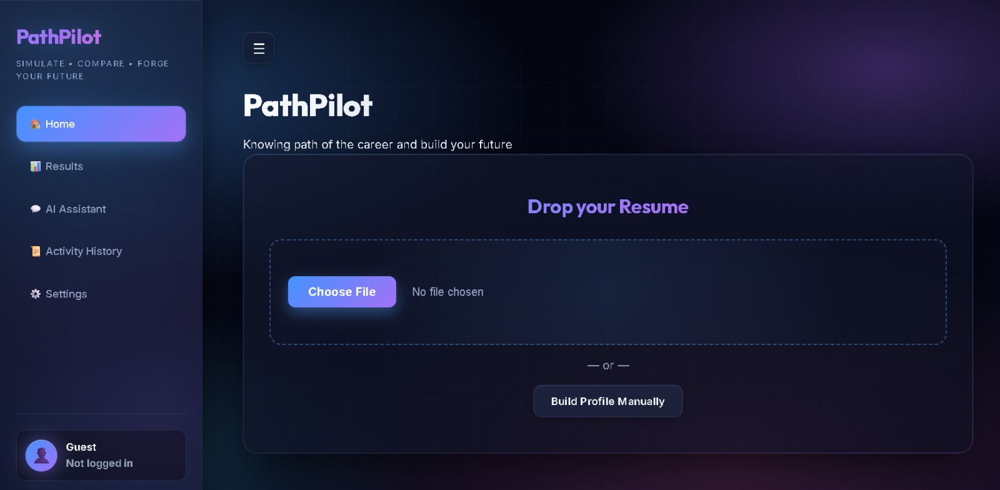 PathPilot
SIMULATE • COMPARE • FORGE
YOUR FUTURE
Home
Results
AI Assistant
Activity History
Settings
Guest
Not logged in
PathPilot
Knowing path of the career and build your future
Drop your Resume
Choose File No file chosen
— or —
Build Profile Manually